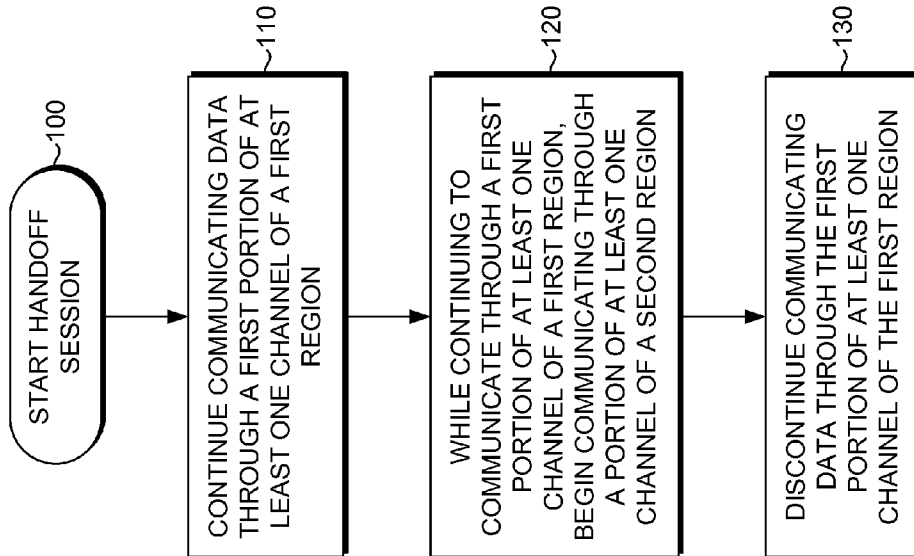 START HANDOFF
SESSION
100
CONTINUE COMMUNICATING DATA
THROUGH A FIRST PORTION OF AT
LEAST ONE CHANNEL OF A FIRST
REGION
110
WHILE CONTINUING TO
COMMUNICATE THROUGH A FIRST
PORTION OF AT LEAST ONE
CHANNEL OF A FIRST REGION,
BEGIN COMMUNICATING THROUGH
A PORTION OF AT LEAST ONE
CHANNEL OF A SECOND REGION
120
DISCONTINUE COMMUNICATING
DATA THROUGH THE FIRST
PORTION OF AT LEAST ONE
CHANNEL OF THE FIRST REGION
130